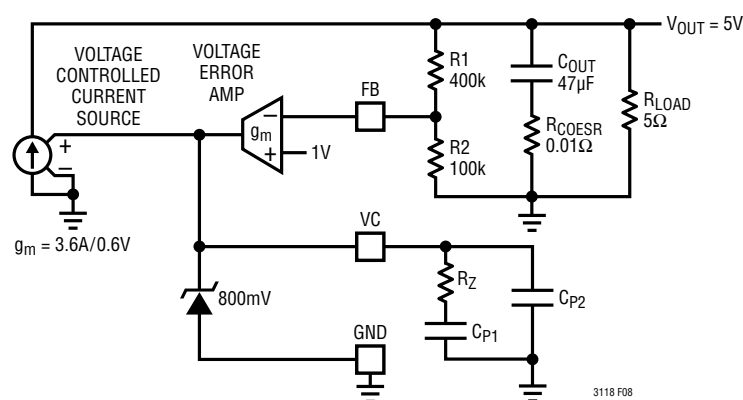 VOUT = 5V
VOLTAGE
CONTROLLED
CURRENT
SOURCE
VOLTAGE
ERROR
AMP
FB
R1
400k
COUT
47µF
RLOAD
5Ω
+
–
gm
–
+
1V
R2
100k
RCOESR
0.01Ω
gm = 3.6A/0.6V
VC
RZ
800mV
CP1
CP2
GND
3118 F08